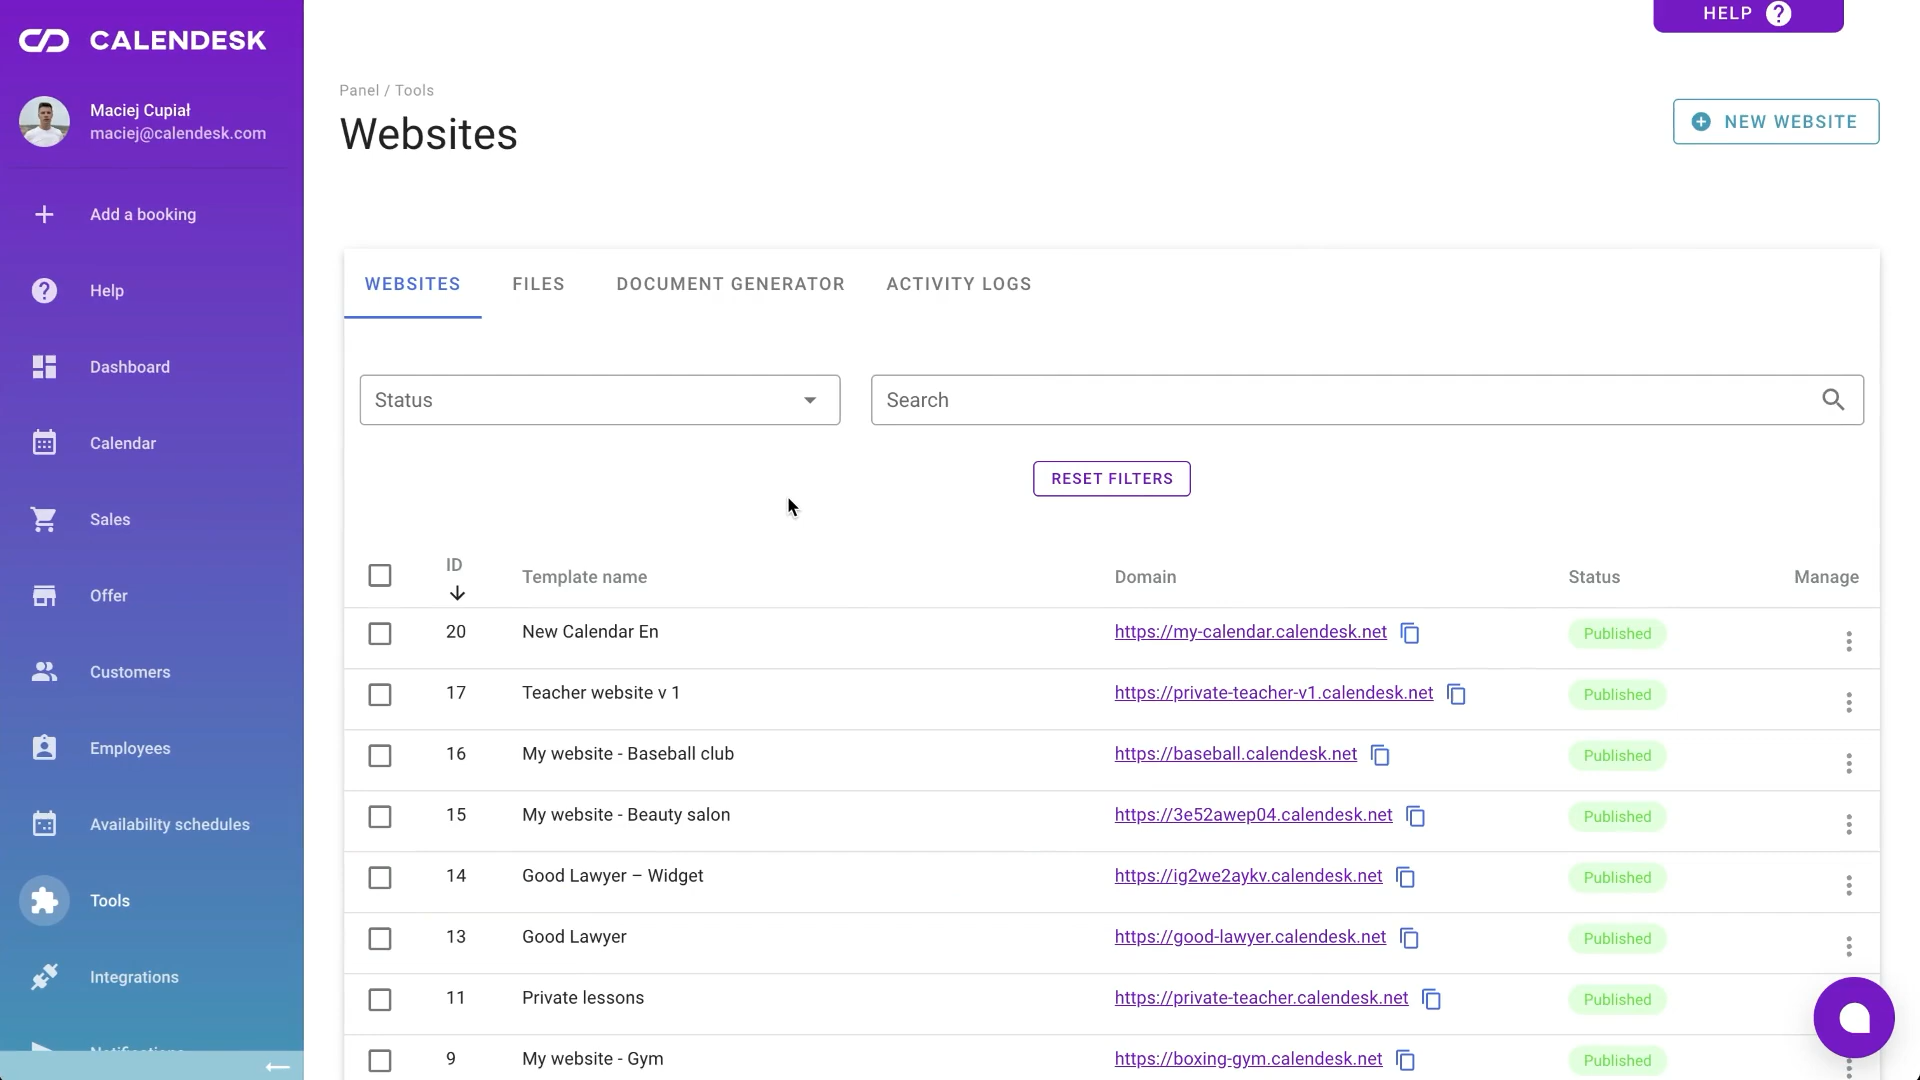 CALENDESK
Maciej Cupiał
maciej@calendesk.com
Add a booking
Help
Dashboard
Calendar
Sales
Offer
Customers
Employees
Availability schedules
Tools
Integrations
Notifications
HELP
Panel / Tools
Websites
NEW WEBSITE
WEBSITES FILES DOCUMENT GENERATOR ACTIVITY LOGS
Status Search
RESET FILTERS
ID Template name Domain Status Manage
20 New Calendar En https://my-calendar.calendesk.net Published
17 Teacher website v 1 https://private-teacher-v1.calendesk.net Published
16 My website - Baseball club https://baseball.calendesk.net Published
15 My website - Beauty salon https://3e52awep04.calendesk.net Published
14 Good Lawyer – Widget https://ig2we2aykv.calendesk.net Published
13 Good Lawyer https://good-lawyer.calendesk.net Published
11 Private lessons https://private-teacher.calendesk.net Published
9 My website - Gym https://boxing-gym.calendesk.net Published